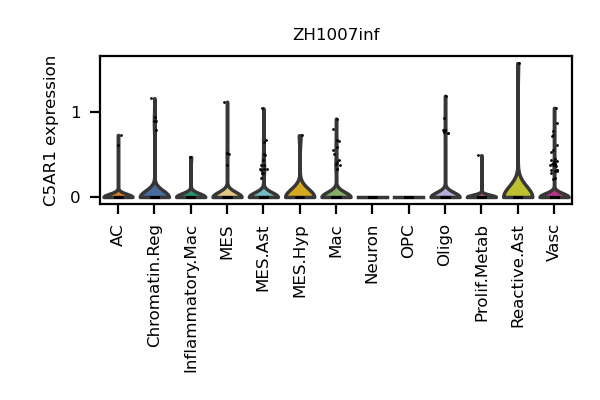 ZH1007inf
C5AR1 expression
1
0
AC
Chromatin.Reg
Inflammatory.Mac
MES
MES.Ast
MES.Hyp
Mac
Neuron
OPC
Oligo
Prolif.Metab
Reactive.Ast
Vasc